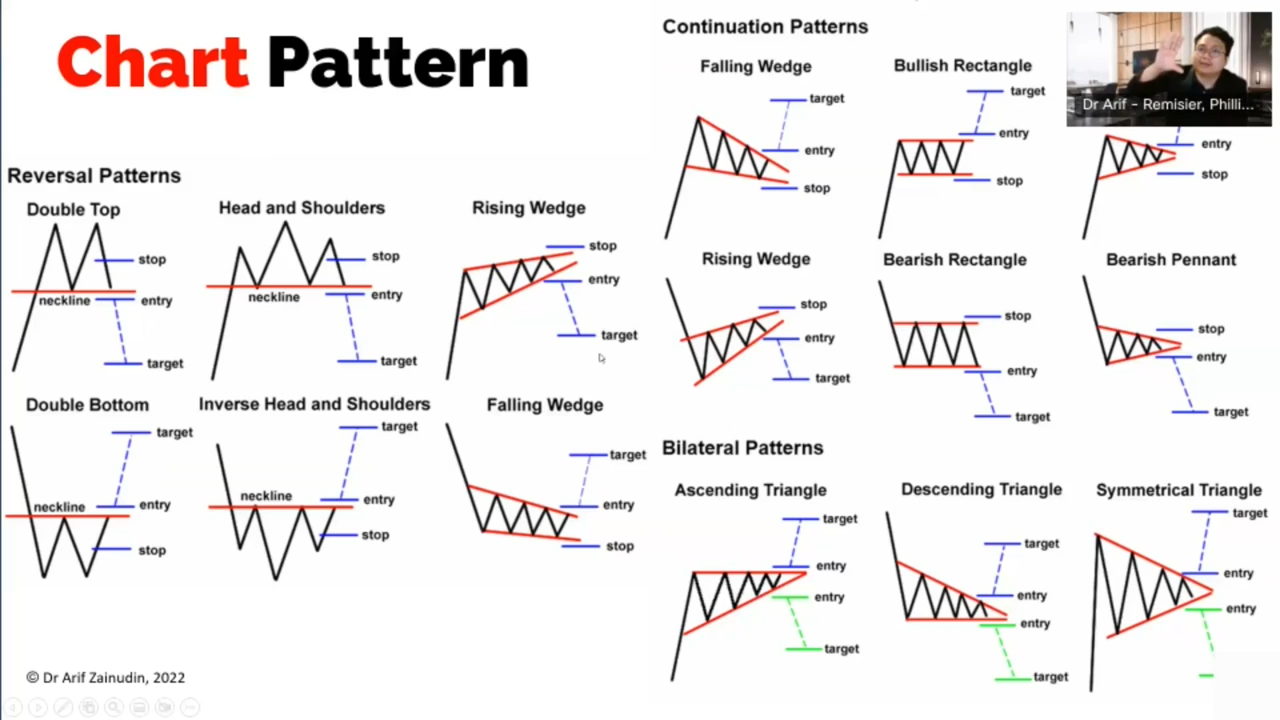 Chart Pattern
Reversal Patterns
Double Top
stop
neckline
entry
target
Head and Shoulders
stop
neckline
entry
target
Rising Wedge
stop
entry
target
Double Bottom
target
neckline
entry
stop
Inverse Head and Shoulders
target
neckline
entry
stop
Falling Wedge
target
entry
stop
© Dr Arif Zainudin, 2022
Continuation Patterns
Falling Wedge
target
entry
stop
Bullish Rectangle
target
entry
stop
Dr Arif - Remisier, Philli...
entry
stop
Rising Wedge
stop
entry
target
Bearish Rectangle
stop
entry
target
Bearish Pennant
stop
entry
target
Bilateral Patterns
Ascending Triangle
target
entry
entry
target
Descending Triangle
target
entry
entry
target
Symmetrical Triangle
target
entry
entry